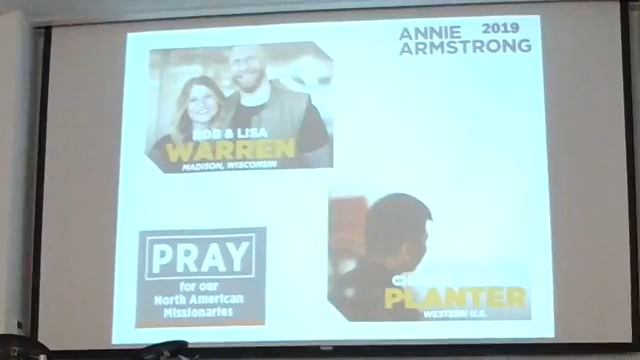 ANNIE 2019
ARMSTRONG
ROB & LISA
WARREN
MADISON, WISCONSIN
PRAY
for our
North American
Missionaries
PLANTER
WESTERN U.S.